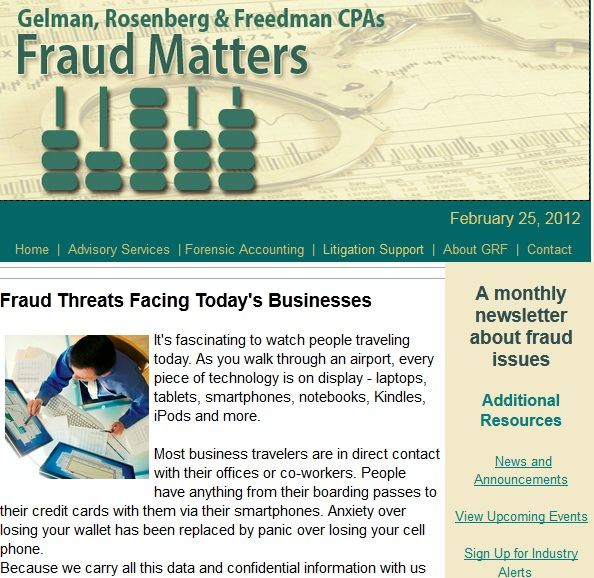 Gelman, Rosenberg & Freedman CPAs
Fraud Matters
February 25, 2012
Home | Advisory Services | Forensic Accounting | Litigation Support | About GRF | Contact
Fraud Threats Facing Today's Businesses
It's fascinating to watch people traveling
today. As you walk through an airport, every
piece of technology is on display - laptops,
tablets, smartphones, notebooks, Kindles,
iPods and more.
Most business travelers are in direct contact
with their offices or co-workers. People
have anything from their boarding passes to
their credit cards with them via their smartphones. Anxiety over
losing your wallet has been replaced by panic over losing your cell
phone.
Because we carry all this data and confidential information with us
A monthly
newsletter
about fraud
issues
Additional
Resources
News and
Announcements
View Upcoming Events
Sign Up for Industry
Alerts